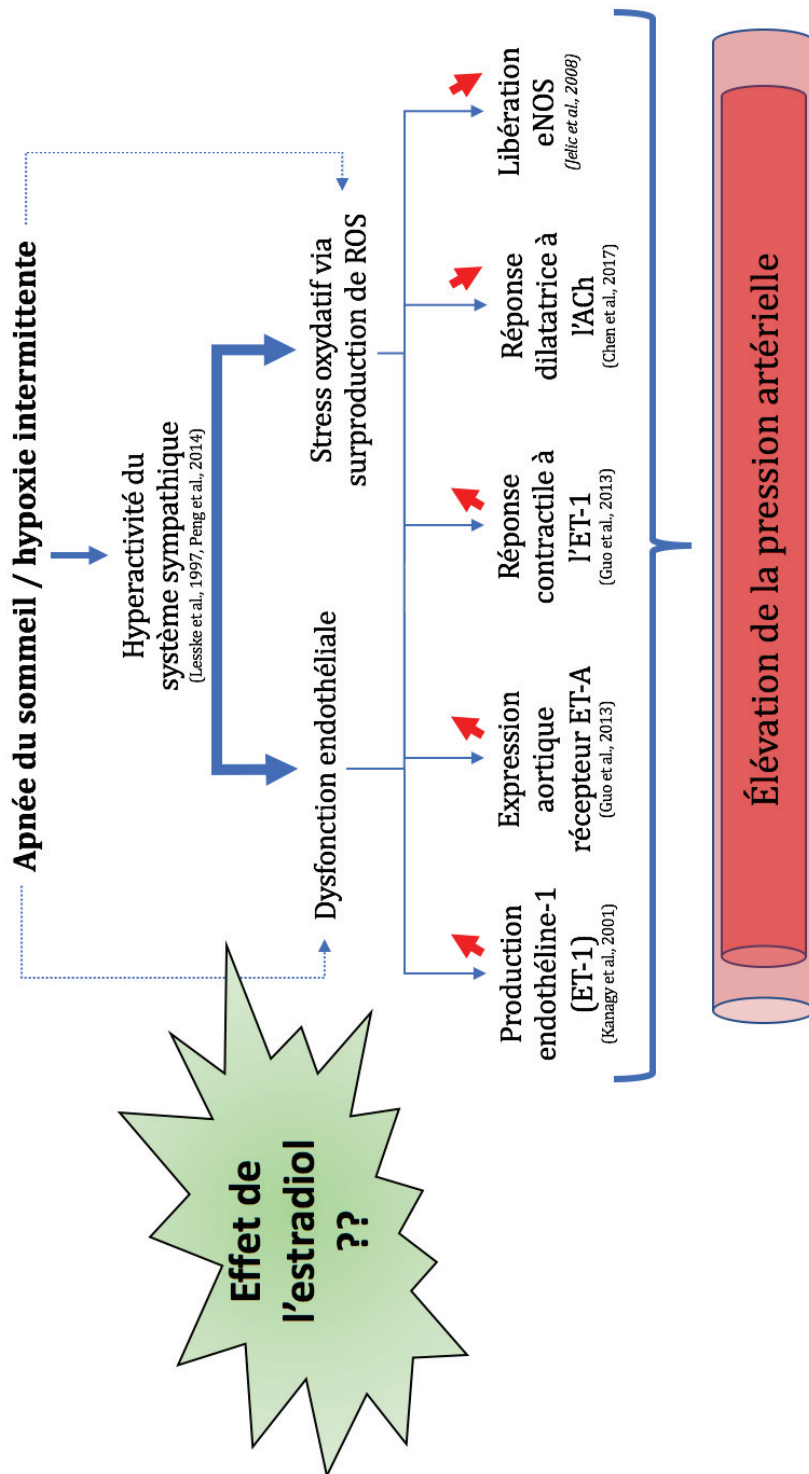 Apnée du sommeil / hypoxie intermittente
Effet de
l’estradiol
??
Hyperactivité du
système sympathique
(Lesske et al., 1997, Peng et al., 2014)
Dysfonction endothéliale
Stress oxydatif via
surproduction de ROS
Production
endothéline-1
(ET-1)
(Kanagy et al., 2001)
Expression
aortique
récepteur ET-A
(Guo et al., 2013)
Réponse
contractile à
l’ET-1
(Guo et al., 2013)
Réponse
dilatatrice à
l’ACh
(Chen et al., 2017)
Libération
eNOS
(Jelic et al., 2008)
Élévation de la pression artérielle